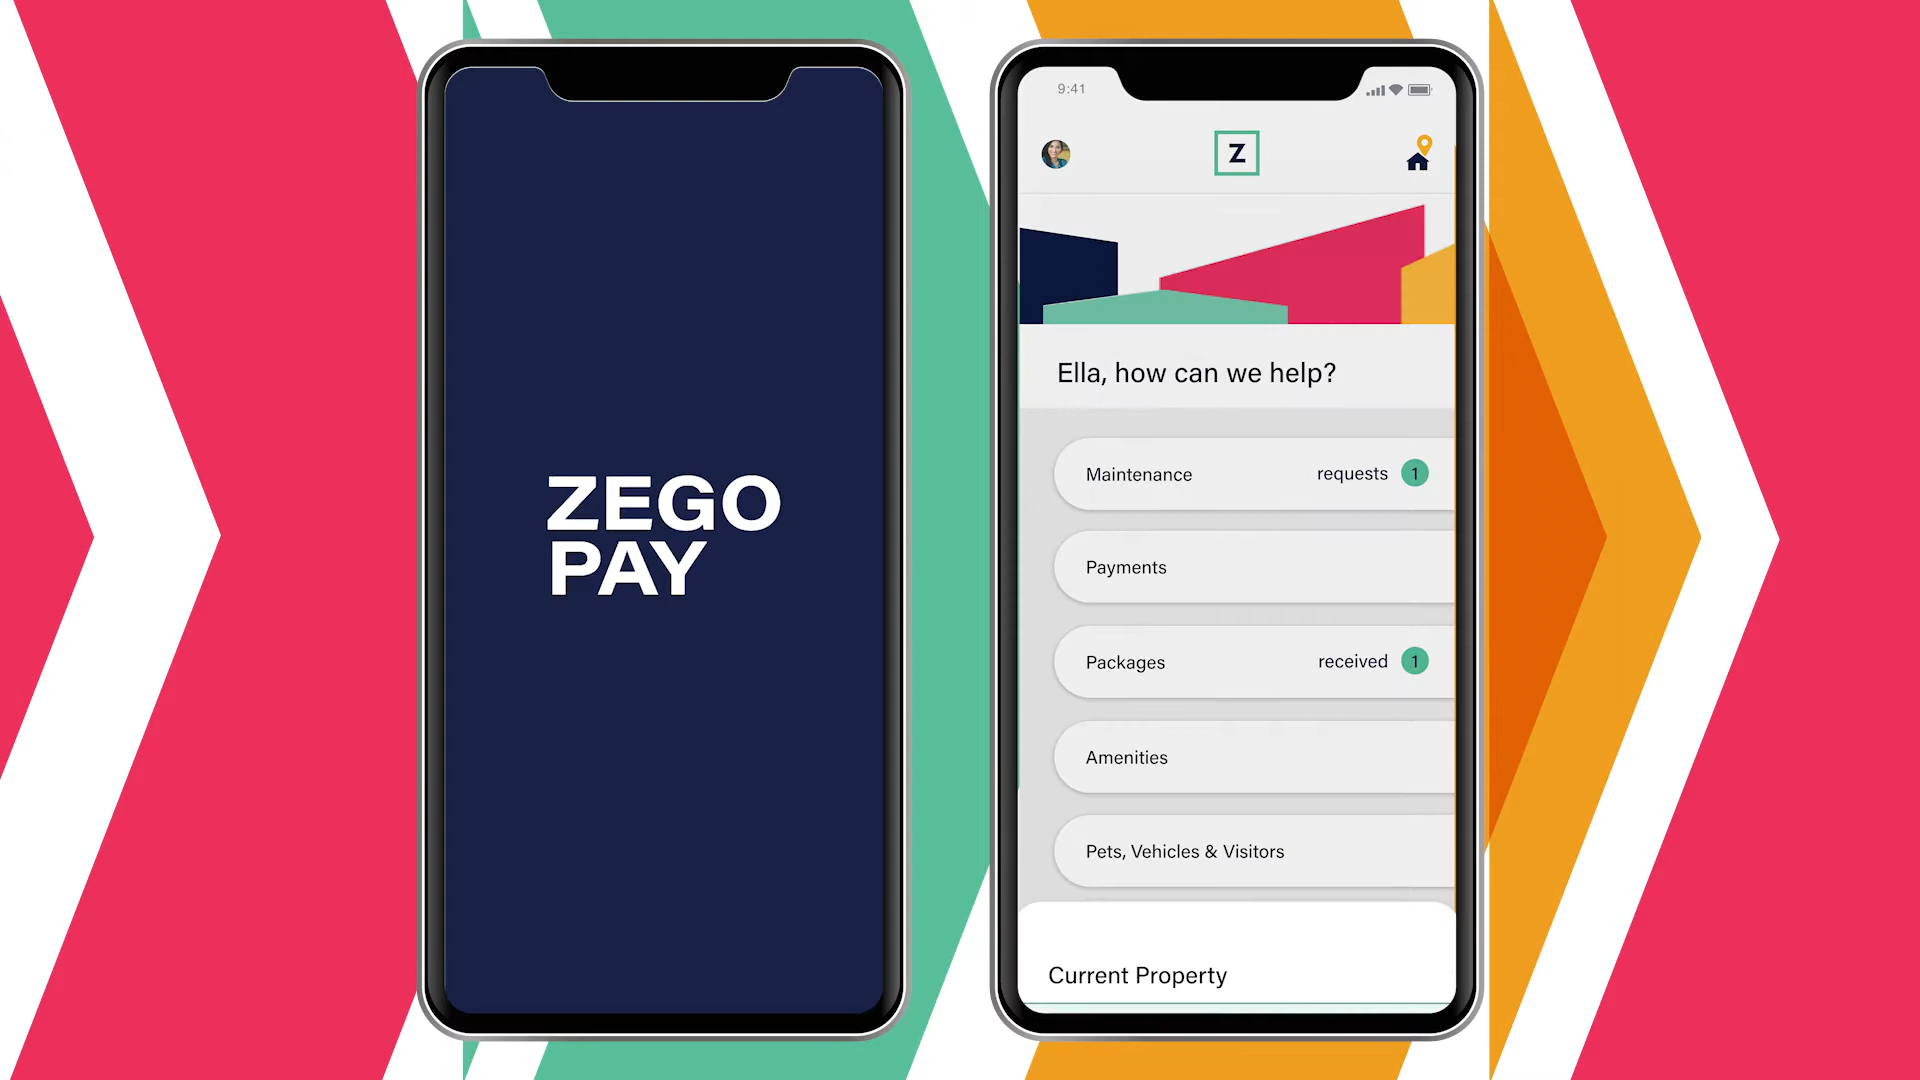 ZEGO
PAY
9:41
Z
Ella, how can we help?
Maintenance requests 1
Payments
Packages received 1
Amenities
Pets, Vehicles & Visitors
Current Property